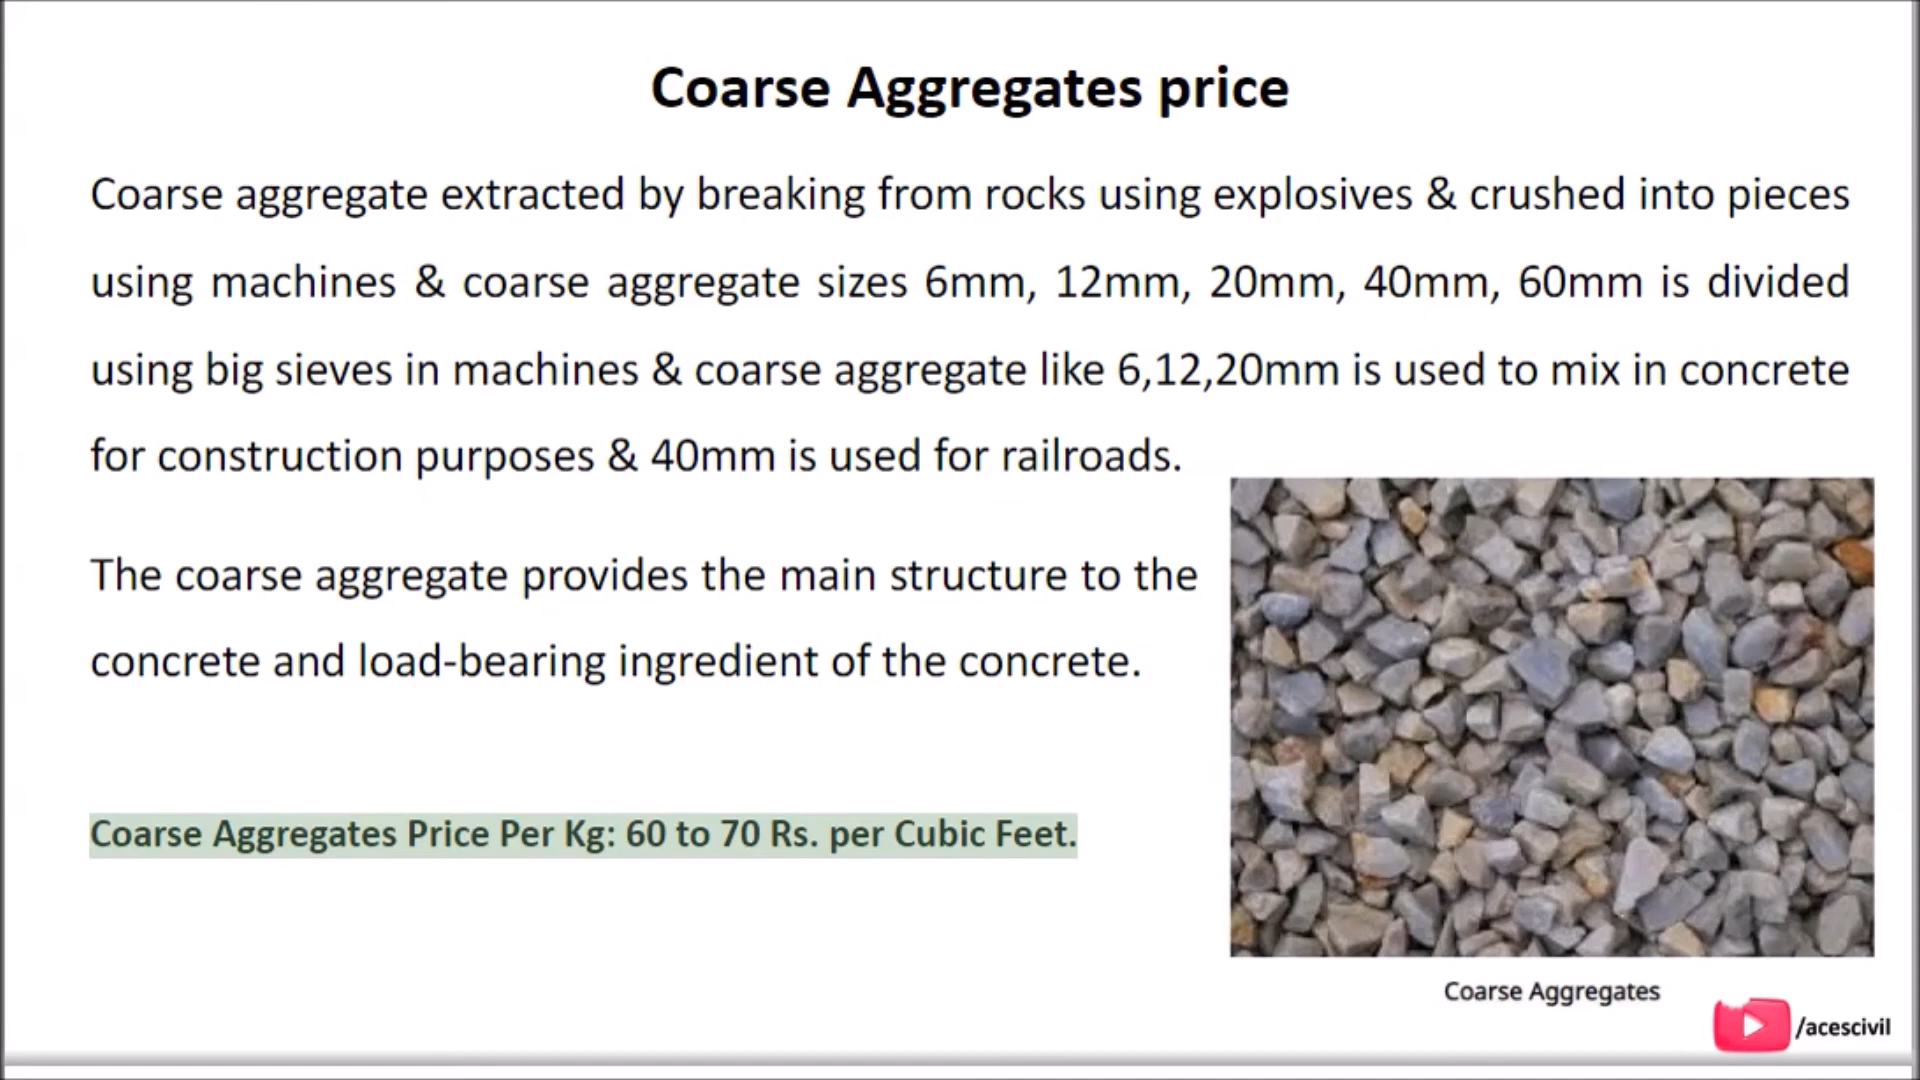 Coarse Aggregates price
Coarse aggregate extracted by breaking from rocks using explosives & crushed into pieces
using machines & coarse aggregate sizes 6mm, 12mm, 20mm, 40mm, 60mm is divided
using big sieves in machines & coarse aggregate like 6,12,20mm is used to mix in concrete
for construction purposes & 40mm is used for railroads.
The coarse aggregate provides the main structure to the
concrete and load-bearing ingredient of the concrete.
Coarse Aggregates Price Per Kg: 60 to 70 Rs. per Cubic Feet.
Coarse Aggregates
/acescivil